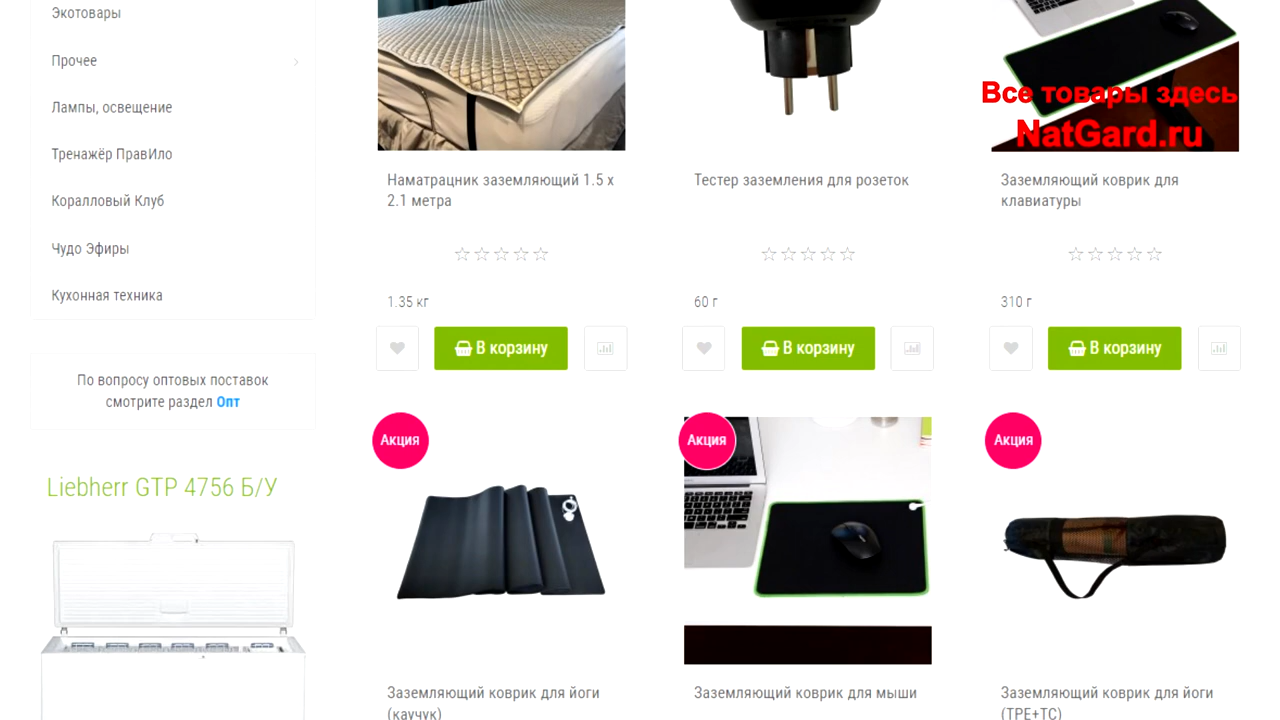 Экотовары
Прочее
Лампы, освещение
Тренажёр ПравИло
Коралловый Клуб
Чудо Эфиры
Кухонная техника
По вопросу оптовых поставок
смотрите раздел Опт
Liebherr GTP 4756 Б/У
Все товары здесь
NatGard.ru
Наматрацник заземляющий 1.5 х
2.1 метра
1.35 кг
В корзину
Тестер заземления для розеток
60 г
В корзину
Заземляющий коврик для
клавиатуры
310 г
В корзину
Акция
Заземляющий коврик для йоги
(каучук)
Акция
Заземляющий коврик для мыши
Акция
Заземляющий коврик для йоги
(TPE+TC)